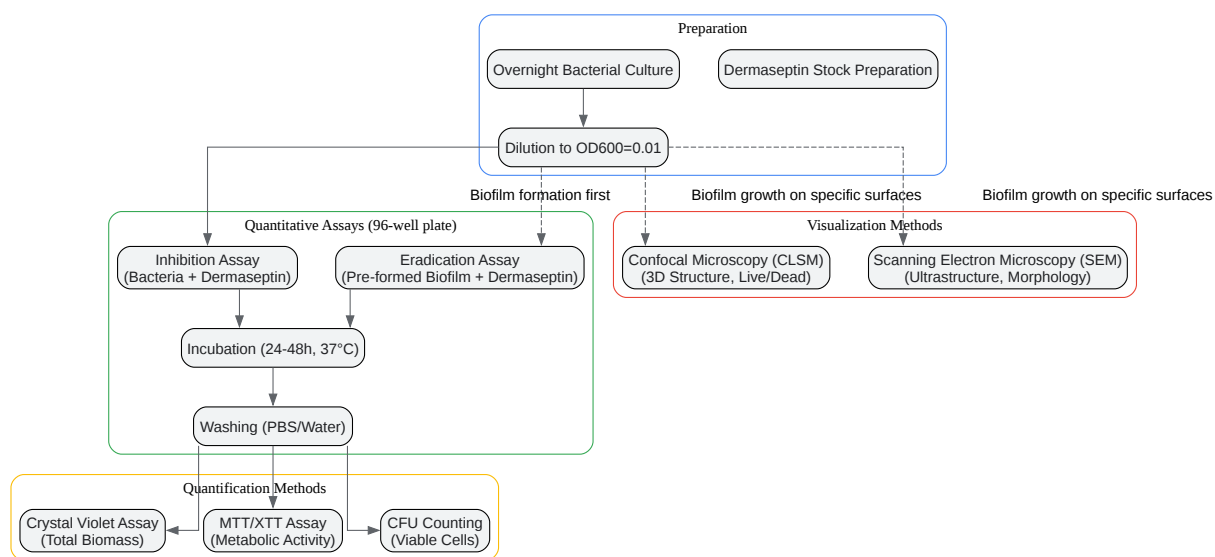 Preparation
Overnight Bacterial Culture
Dermaseptin Stock Preparation
Dilution to OD600=0.01
Biofilm formation first
Biofilm growth on specific surfaces
Biofilm growth on specific surfaces
Quantitative Assays (96-well plate)
Visualization Methods
Inhibition Assay
(Bacteria + Dermaseptin)
Eradication Assay
(Pre-formed Biofilm + Dermaseptin)
Confocal Microscopy (CLSM)
(3D Structure, Live/Dead)
Scanning Electron Microscopy (SEM)
(Ultrastructure, Morphology)
Incubation (24-48h, 37°C)
Washing (PBS/Water)
Quantification Methods
Crystal Violet Assay
(Total Biomass)
MTT/XTT Assay
(Metabolic Activity)
CFU Counting
(Viable Cells)